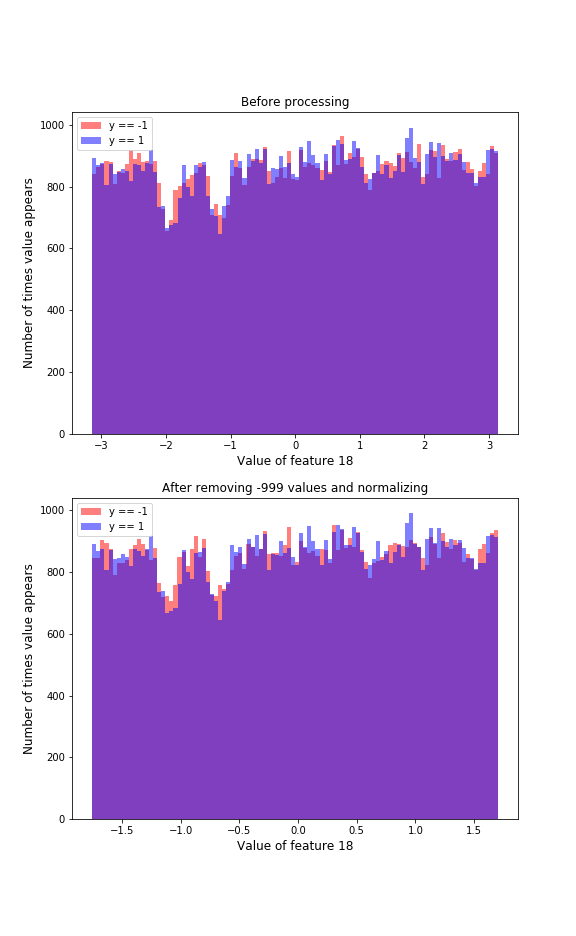 Before processing
y == -1
y == 1
Number of times value appears
1000
800
600
400
200
0
−3 −2 −1 0 1 2 3
Value of feature 18
After removing -999 values and normalizing
y == -1
y == 1
Number of times value appears
1000
800
600
400
200
0
−1.5 −1.0 −0.5 0.0 0.5 1.0 1.5
Value of feature 18